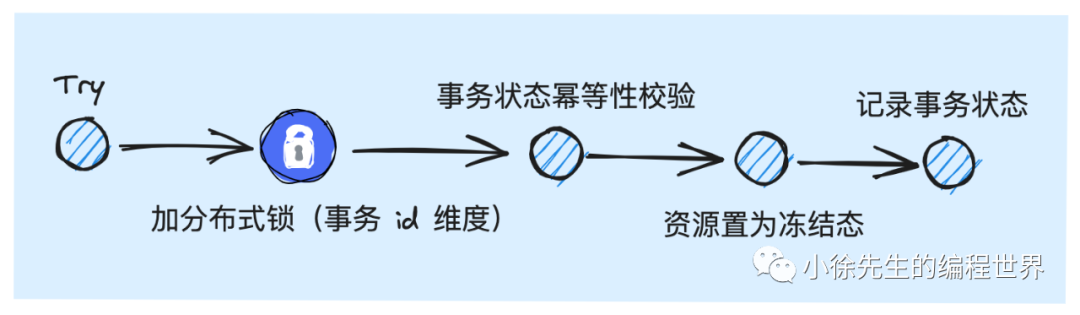 Try
事务状态幂等性校验
记录事务状态
加分布式锁（事务 id 维度）
资源置为冻结态
小徐先生的编程世界